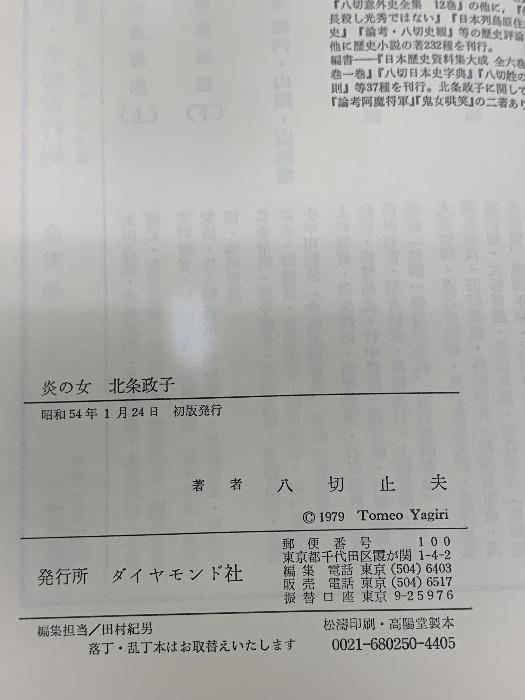 『八切意外史全集 12巻』の他に,
長殺し光秀ではない』『日本列島原住
史』『論考・八切史観』等の歴史評論
他に歴史小説の著232種を刊行。
編書──『日本歴史資料集大成 全六巻
巻一巻』『八切日本史字典』『八切姓の
則』等37種を刊行。北条政子に関して
『論考阿魔将軍』『鬼女哄笑』の二著あり
炎の女 北条政子
昭和54年1月24日 初版発行
著者 八切止夫
© 1979 Tomeo Yagiri
発行所 ダイヤモンド社
郵便番号 100
東京都千代田区霞が関 1-4-2
編集 電話 東京 (504) 6403
販売 電話 東京 (504) 6517
振替口座 東京 9-25976
編集担当/田村紀男
松濤印刷・高陽堂製本
落丁・乱丁本はお取替えいたします
0021-680250-4405